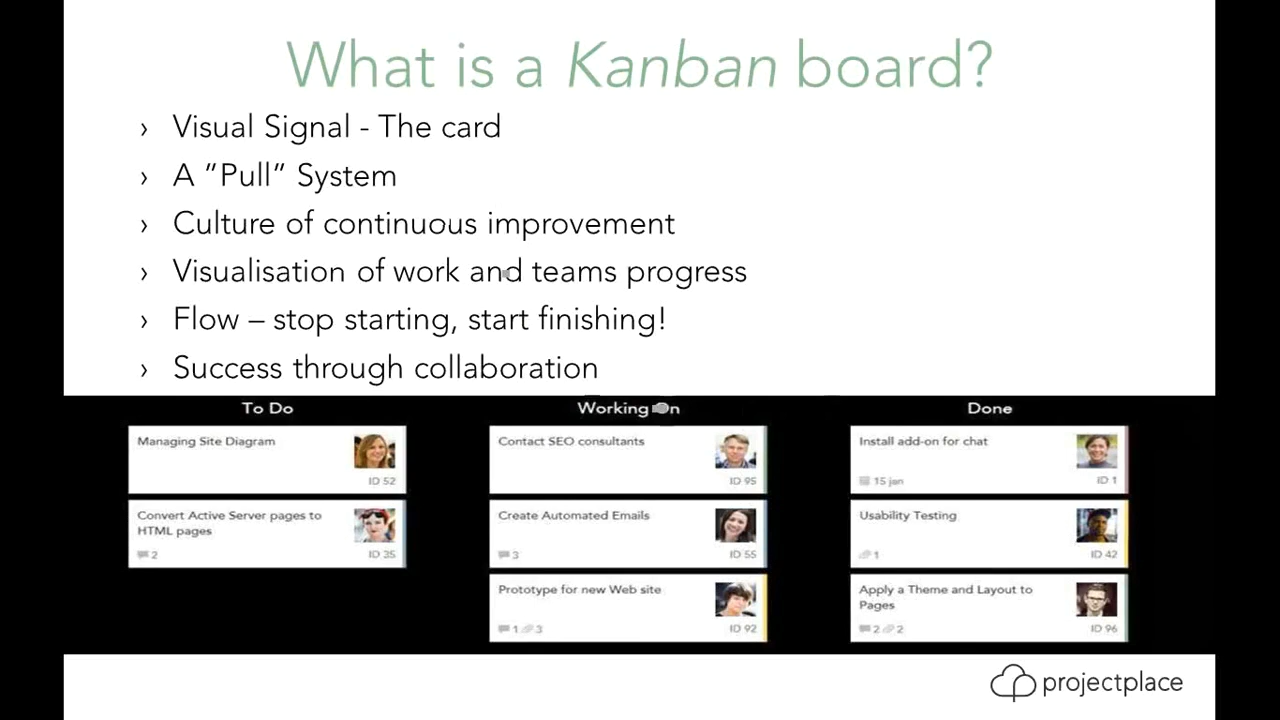 What is a Kanban board?
› Visual Signal - The card
› A ”Pull” System
› Culture of continuous improvement
› Visualisation of work and teams progress
› Flow – stop starting, start finishing!
› Success through collaboration
To Do
Managing Site Diagram
ID 52
Convert Active Server pages to
HTML pages
2
ID 35
Working On
Contact SEO consultants
ID 95
Create Automated Emails
3
ID 55
Prototype for new Web site
1 3
ID 92
Done
Install add-on for chat
15 jan
ID 1
Usability Testing
1
ID 42
Apply a Theme and Layout to
Pages
2 2
ID 96
projectplace